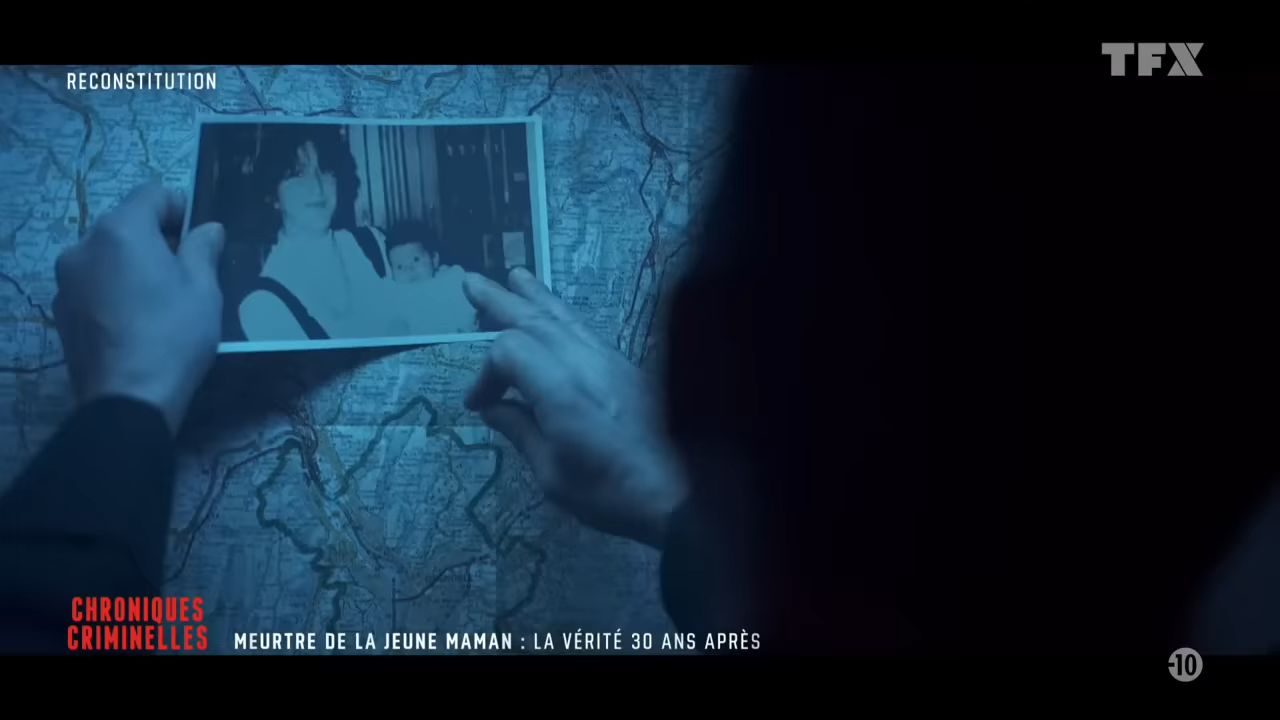 TFX
RECONSTITUTION
CHRONIQUES
CRIMINELLES
MEURTRE DE LA JEUNE MAMAN : LA VÉRITÉ 30 ANS APRÈS
-10